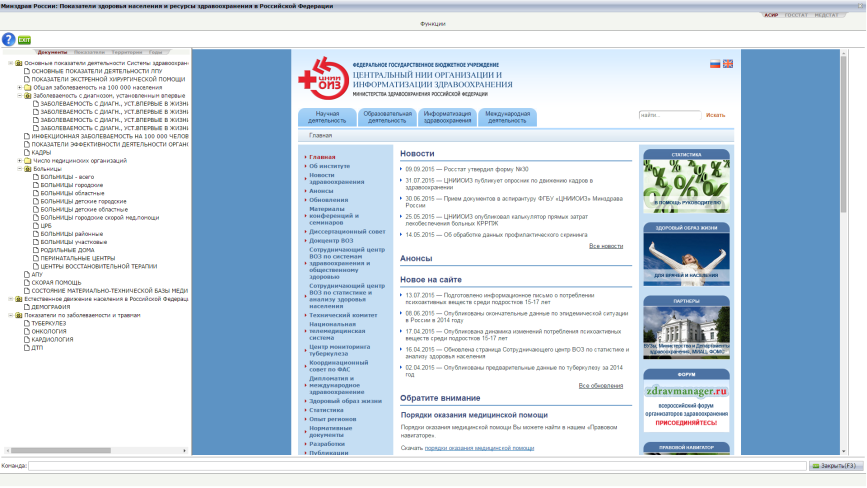 Минздрав России: Показатели здоровья населения и ресурсы здравоохранения в Российской Федерации
Функции
АСИР ГОССТАТ МЕДСТАТ
?
EXIT
Документы Показатели Территории Годы
Основные показатели деятельности Системы здравоохран
ОСНОВНЫЕ ПОКАЗАТЕЛИ ДЕЯТЕЛЬНОСТИ ЛПУ
ПОКАЗАТЕЛИ ЭКСТРЕННОЙ ХИРУРГИЧЕСКОЙ ПОМОЩИ
Общая заболеваемость на 100 000 населения
Заболеваемость с диагнозом, установленным впервые
ЗАБОЛЕВАЕМОСТЬ С ДИАГН., УСТ.ВПЕРВЫЕ В ЖИЗНИ
ЗАБОЛЕВАЕМОСТЬ С ДИАГН., УСТ.ВПЕРВЫЕ В ЖИЗНИ
ЗАБОЛЕВАЕМОСТЬ С ДИАГН., УСТ.ВПЕРВЫЕ В ЖИЗНИ
ЗАБОЛЕВАЕМОСТЬ С ДИАГН., УСТ.ВПЕРВЫЕ В ЖИЗНИ
ИНФЕКЦИОННАЯ ЗАБОЛЕВАЕМОСТЬ НА 100 000 ЧЕЛОВ
ПОКАЗАТЕЛИ ЭФФЕКТИВНОСТИ ДЕЯТЕЛЬНОСТИ ОРГАН
КАДРЫ
Число медицинских организаций
Больницы
БОЛЬНИЦЫ - всего
БОЛЬНИЦЫ городские
БОЛЬНИЦЫ областные
БОЛЬНИЦЫ детские городские
БОЛЬНИЦЫ детские областные
БОЛЬНИЦЫ городские скорой мед.помощи
ЦРБ
БОЛЬНИЦЫ районные
БОЛЬНИЦЫ участковые
РОДИЛЬНЫЕ ДОМА
ПЕРИНАТАЛЬНЫЕ ЦЕНТРЫ
ЦЕНТРЫ ВОССТАНОВИТЕЛЬНОЙ ТЕРАПИИ
АПУ
СКОРАЯ ПОМОЩЬ
СОСТОЯНИЕ МАТЕРИАЛЬНО-ТЕХНИЧЕСКОЙ БАЗЫ МЕДИ
Естественное движение населения в Российской Федерац
ДЕМОГРАФИЯ
Показатели по заболеваемости и травмам
ТУБЕРКУЛЕЗ
ОНКОЛОГИЯ
КАРДИОЛОГИЯ
ДТП
ЦНИИ
ОИЗ
ФЕДЕРАЛЬНОЕ ГОСУДАРСТВЕННОЕ БЮДЖЕТНОЕ УЧРЕЖДЕНИЕ
ЦЕНТРАЛЬНЫЙ НИИ ОРГАНИЗАЦИИ И
ИНФОРМАТИЗАЦИИ ЗДРАВООХРАНЕНИЯ
МИНИСТЕРСТВА ЗДРАВООХРАНЕНИЯ РОССИЙСКОЙ ФЕДЕРАЦИИ
Научная деятельность
Образовательная деятельность
Информатизация здравоохранения
Международная деятельность
найти..
Искать
Главная
Главная
Об институте
Новости
здравоохранения
Анонсы
Обновления
Материалы
конференций и
семинаров
Диссертационный совет
Докцентр ВОЗ
Сотрудничающий центр
ВОЗ по системам
здравоохранения и
общественному
здоровью
Сотрудничающий центр
ВОЗ по статистике и
анализу здоровья
населения
Технический комитет
Национальная
телемедицинская
система
Центр мониторинга
туберкулеза
Координационный
совет по ФАС
Дипломатия и
международное
здравоохранение
Здоровый образ жизни
Статистика
Опыт регионов
Нормативные
документы
Разработки
Публикации
Новости
09.09.2015 — Росстат утвердил форму №30
31.07.2015 — ЦНИИОИЗ публикует опросник по движению кадров в
здравоохранении
30.06.2015 — Прием документов в аспирантуру ФГБУ «ЦНИИОИЗ» Минздрава
России
25.05.2015 — ЦНИИОИЗ опубликовал калькулятор прямых затрат
лекобеспечения больных КРРПЖ
14.05.2015 — Об обработке данных профилактического скрининга
Все новости
Анонсы
Новое на сайте
13.07.2015 — Подготовлено информационное письмо о потреблении
психоактивных веществ среди подростков 15-17 лет
08.06.2015 — Опубликованы окончательные данные по эпидемической ситуации
в России в 2014 году
17.04.2015 — Опубликована динамика изменений потребления психоактивных
веществ среди подростков 15-17 лет
16.04.2015 — Обновлена страница Сотрудничающего центр ВОЗ по статистике и
анализу здоровья населения
02.04.2015 — Опубликованы предварительные данные по туберкулезу за 2014
год
Все обновления
Обратите внимание
Порядки оказания медицинской помощи
Порядки оказания медицинской помощи Вы можете найти в нашем «Правовом
навигаторе».
Скачать порядки оказания медицинской помощи
СТАТИСТИКА
В ПОМОЩЬ РУКОВОДИТЕЛЮ
ЗДОРОВЫЙ ОБРАЗ ЖИЗНИ
ДЛЯ ВРАЧЕЙ И НАСЕЛЕНИЯ
ПАРТНЕРЫ
ВУЗы, Министерства и Департаменты
здравоохранения, МИАЦ, ФОМС
ФОРУМ
zdravmanager.ru
всероссийский форум
организаторов здравоохранения
ПРИСОЕДИНЯЙТЕСЬ!
ПРАВОВОЙ НАВИГАТОР
Команда:
Закрыть(F3)